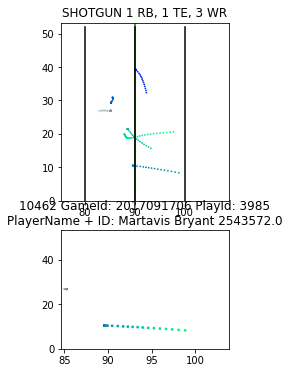 SHOTGUN 1 RB, 1 TE, 3 WR
50
40
30
20
10
0
80 90 100
10462 GameId: 2017091706 PlayId: 3985
PlayerName + ID: Martavis Bryant 2543572.0
40
20
0
85 90 95 100